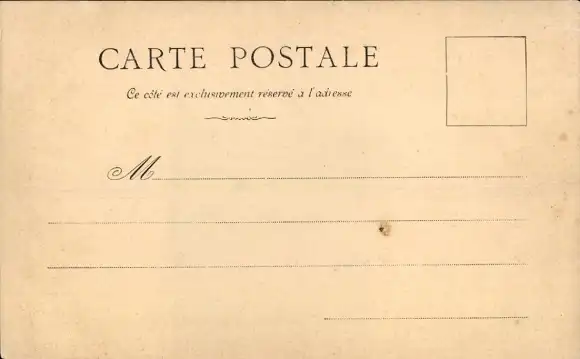 CARTE POSTALE
Ce côté est exclusivement réservé a l'adresse
M